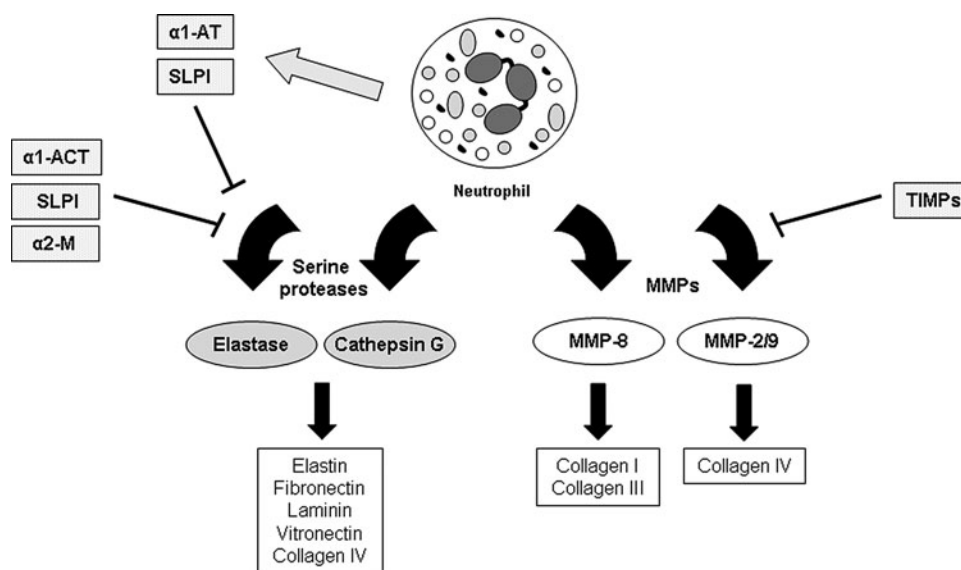 α1-AT
SLPI
Neutrophil
α1-ACT
SLPI
α2-M
TIMPs
Serine
proteases
MMPs
Elastase
Cathepsin G
MMP-8
MMP-2/9
Elastin
Fibronectin
Laminin
Vitronectin
Collagen IV
Collagen I
Collagen III
Collagen IV